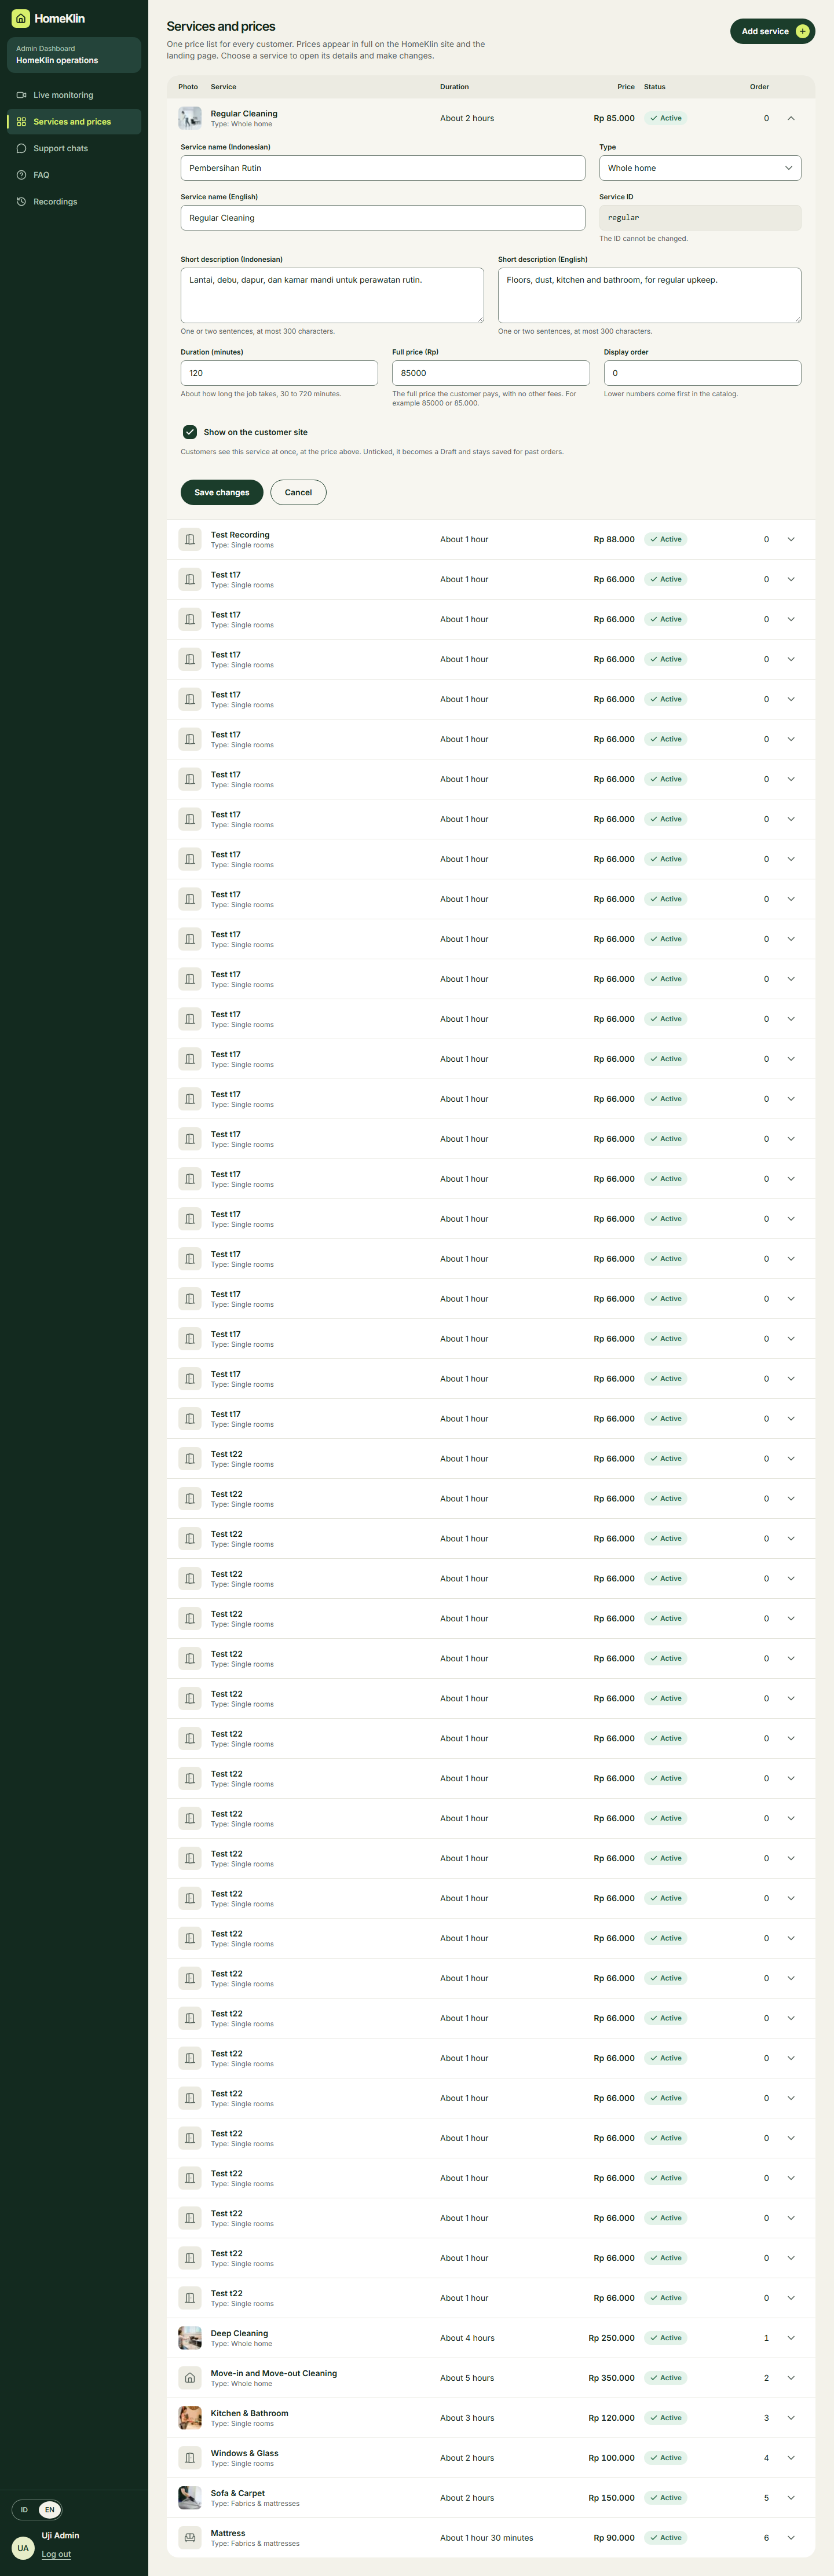 HomeKlin
Admin Dashboard
HomeKlin operations
Live monitoring
Services and prices
Support chats
FAQ
Recordings
ID EN
UA
Uji Admin
Log out
Services and prices
One price list for every customer. Prices appear in full on the HomeKlin site and the
landing page. Choose a service to open its details and make changes.
Add service
Photo Service Duration Price Status Order
Regular Cleaning
Type: Whole home
About 2 hours Rp 85.000 Active 0
Service name (Indonesian)
Pembersihan Rutin
Type
Whole home
Service name (English)
Regular Cleaning
Service ID
regular
The ID cannot be changed.
Short description (Indonesian)
Lantai, debu, dapur, dan kamar mandi untuk perawatan rutin.
One or two sentences, at most 300 characters.
Short description (English)
Floors, dust, kitchen and bathroom, for regular upkeep.
One or two sentences, at most 300 characters.
Duration (minutes)
120
About how long the job takes, 30 to 720 minutes.
Full price (Rp)
85000
The full price the customer pays, with no other fees. For
example 85000 or 85.000.
Display order
0
Lower numbers come first in the catalog.
Show on the customer site
Customers see this service at once, at the price above. Unticked, it becomes a Draft and stays saved for past orders.
Save changes
Cancel
Test Recording
Type: Single rooms
About 1 hour Rp 88.000 Active 0
Test t17
Type: Single rooms
About 1 hour Rp 66.000 Active 0
Test t17
Type: Single rooms
About 1 hour Rp 66.000 Active 0
Test t17
Type: Single rooms
About 1 hour Rp 66.000 Active 0
Test t17
Type: Single rooms
About 1 hour Rp 66.000 Active 0
Test t17
Type: Single rooms
About 1 hour Rp 66.000 Active 0
Test t17
Type: Single rooms
About 1 hour Rp 66.000 Active 0
Test t17
Type: Single rooms
About 1 hour Rp 66.000 Active 0
Test t17
Type: Single rooms
About 1 hour Rp 66.000 Active 0
Test t17
Type: Single rooms
About 1 hour Rp 66.000 Active 0
Test t17
Type: Single rooms
About 1 hour Rp 66.000 Active 0
Test t17
Type: Single rooms
About 1 hour Rp 66.000 Active 0
Test t17
Type: Single rooms
About 1 hour Rp 66.000 Active 0
Test t17
Type: Single rooms
About 1 hour Rp 66.000 Active 0
Test t17
Type: Single rooms
About 1 hour Rp 66.000 Active 0
Test t17
Type: Single rooms
About 1 hour Rp 66.000 Active 0
Test t17
Type: Single rooms
About 1 hour Rp 66.000 Active 0
Test t17
Type: Single rooms
About 1 hour Rp 66.000 Active 0
Test t17
Type: Single rooms
About 1 hour Rp 66.000 Active 0
Test t17
Type: Single rooms
About 1 hour Rp 66.000 Active 0
Test t17
Type: Single rooms
About 1 hour Rp 66.000 Active 0
Test t17
Type: Single rooms
About 1 hour Rp 66.000 Active 0
Test t17
Type: Single rooms
About 1 hour Rp 66.000 Active 0
Test t22
Type: Single rooms
About 1 hour Rp 66.000 Active 0
Test t22
Type: Single rooms
About 1 hour Rp 66.000 Active 0
Test t22
Type: Single rooms
About 1 hour Rp 66.000 Active 0
Test t22
Type: Single rooms
About 1 hour Rp 66.000 Active 0
Test t22
Type: Single rooms
About 1 hour Rp 66.000 Active 0
Test t22
Type: Single rooms
About 1 hour Rp 66.000 Active 0
Test t22
Type: Single rooms
About 1 hour Rp 66.000 Active 0
Test t22
Type: Single rooms
About 1 hour Rp 66.000 Active 0
Test t22
Type: Single rooms
About 1 hour Rp 66.000 Active 0
Test t22
Type: Single rooms
About 1 hour Rp 66.000 Active 0
Test t22
Type: Single rooms
About 1 hour Rp 66.000 Active 0
Test t22
Type: Single rooms
About 1 hour Rp 66.000 Active 0
Test t22
Type: Single rooms
About 1 hour Rp 66.000 Active 0
Test t22
Type: Single rooms
About 1 hour Rp 66.000 Active 0
Test t22
Type: Single rooms
About 1 hour Rp 66.000 Active 0
Test t22
Type: Single rooms
About 1 hour Rp 66.000 Active 0
Test t22
Type: Single rooms
About 1 hour Rp 66.000 Active 0
Test t22
Type: Single rooms
About 1 hour Rp 66.000 Active 0
Test t22
Type: Single rooms
About 1 hour Rp 66.000 Active 0
Test t22
Type: Single rooms
About 1 hour Rp 66.000 Active 0
Test t22
Type: Single rooms
About 1 hour Rp 66.000 Active 0
Test t22
Type: Single rooms
About 1 hour Rp 66.000 Active 0
Deep Cleaning
Type: Whole home
About 4 hours Rp 250.000 Active 1
Move-in and Move-out Cleaning
Type: Whole home
About 5 hours Rp 350.000 Active 2
Kitchen & Bathroom
Type: Single rooms
About 3 hours Rp 120.000 Active 3
Windows & Glass
Type: Single rooms
About 2 hours Rp 100.000 Active 4
Sofa & Carpet
Type: Fabrics & mattresses
About 2 hours Rp 150.000 Active 5
Mattress
Type: Fabrics & mattresses
About 1 hour 30 minutes Rp 90.000 Active 6